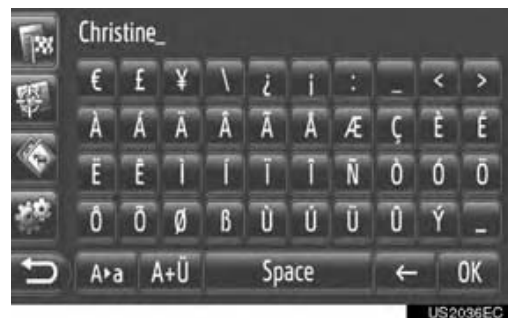 Christine_
€ £ ¥ \ ¿ ¡ : _ < >
À Á Ä Â Ã Å Æ Ç È É
Ë Ê Ì Í Ï Î Ñ Ò Ó Ö
Ô Õ Ø ß Ù Ú Ü Û Ý _
A▸a A+Ü Space ← OK
US2036EC